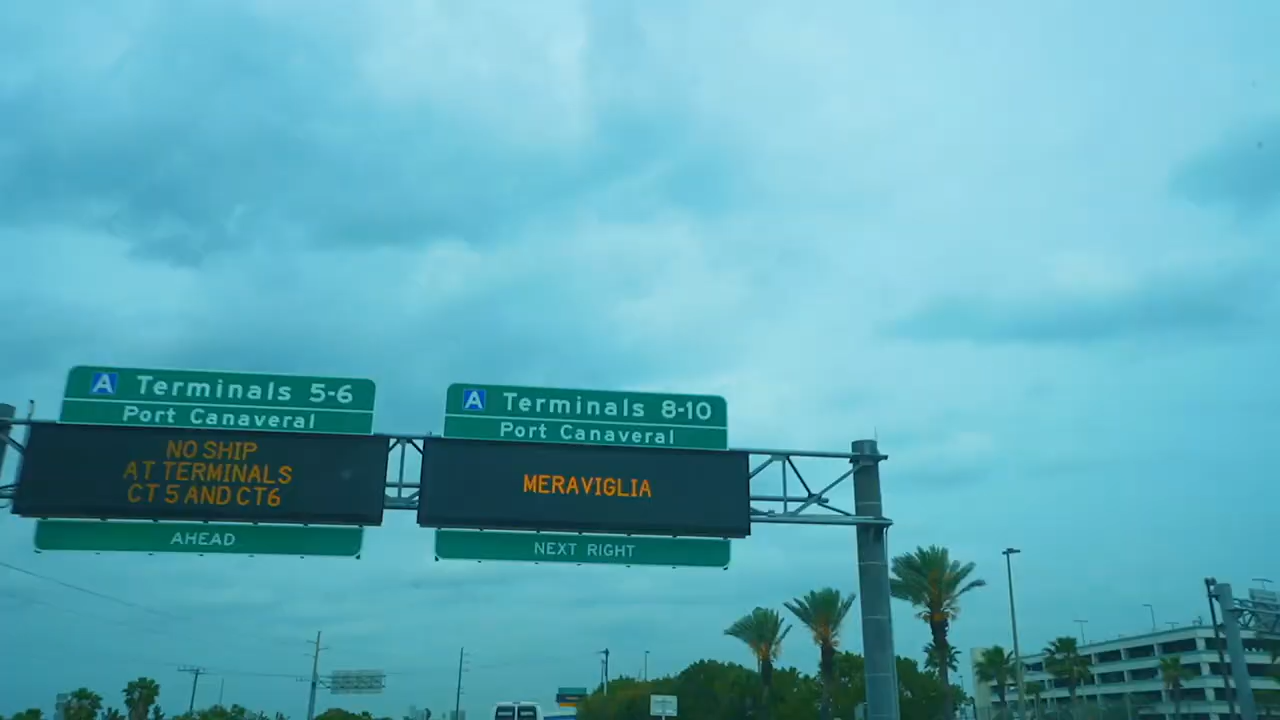 A Terminals 5-6
Port Canaveral
NO SHIP
AT TERMINALS
CT 5 AND CT6
AHEAD
A Terminals 8-10
Port Canaveral
MERAVIGLIA
NEXT RIGHT